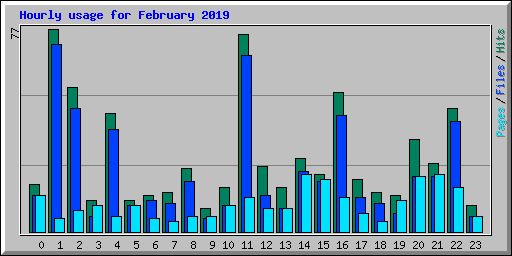 Hourly usage for February 2019
77
Pages / Files / Hits
0 1 2 3 4 5 6 7 8 9 10 11 12 13 14 15 16 17 18 19 20 21 22 23